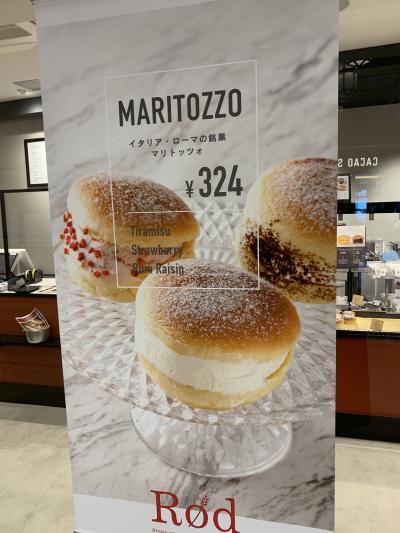 MARITOZZO
イタリア・ローマの銘菓
マリトッツォ
¥324
Tiramisu
Strawberry
Rum Raisin
Rød
CACAO S